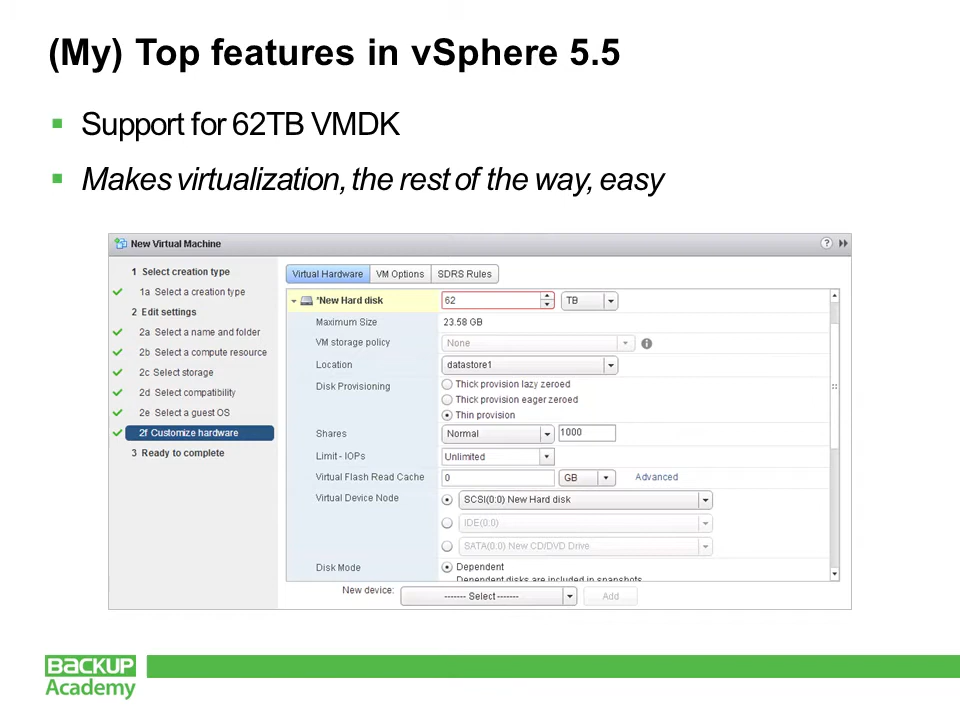 (My) Top features in vSphere 5.5
Support for 62TB VMDK
Makes virtualization, the rest of the way, easy
New Virtual Machine
?
1 Select creation type
1a Select a creation type
2 Edit settings
2a Select a name and folder
2b Select a compute resource
2c Select storage
2d Select compatibility
2e Select a guest OS
2f Customize hardware
3 Ready to complete
Virtual Hardware VM Options SDRS Rules
*New Hard disk 62 TB
Maximum Size 23.58 GB
VM storage policy None
Location datastore1
Disk Provisioning Thick provision lazy zeroed
Thick provision eager zeroed
Thin provision
Shares Normal 1000
Limit - IOPs Unlimited
Virtual Flash Read Cache 0 GB Advanced
Virtual Device Node SCSI(0:0) New Hard disk
IDE(0:0)
SATA(0:0) New CD/DVD Drive
Disk Mode Dependent
Dependent disks are included in snapshots.
New device: ------- Select ------- Add
BACKUP
Academy